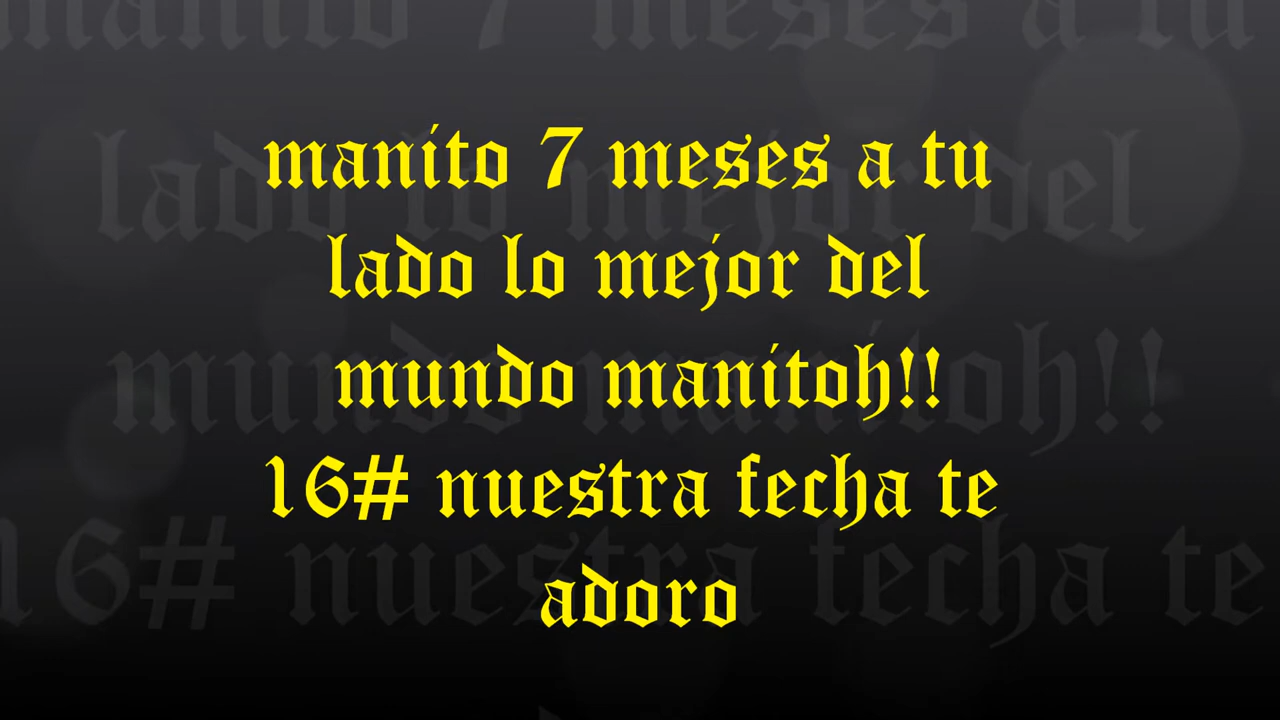 manito 7 meses a tu
lado lo mejor del
mundo manitoh!!
16# nuestra fecha te
adoro